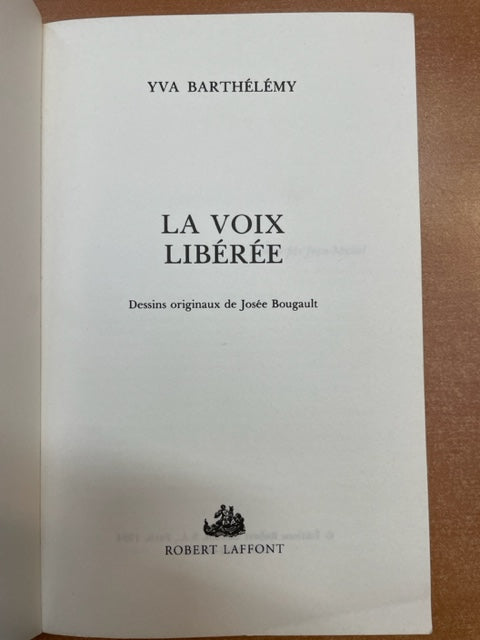 YVA BARTHÉLÉMY
LA VOIX
LIBÉRÉE
Dessins originaux de Josée Bougault
ROBERT LAFFONT